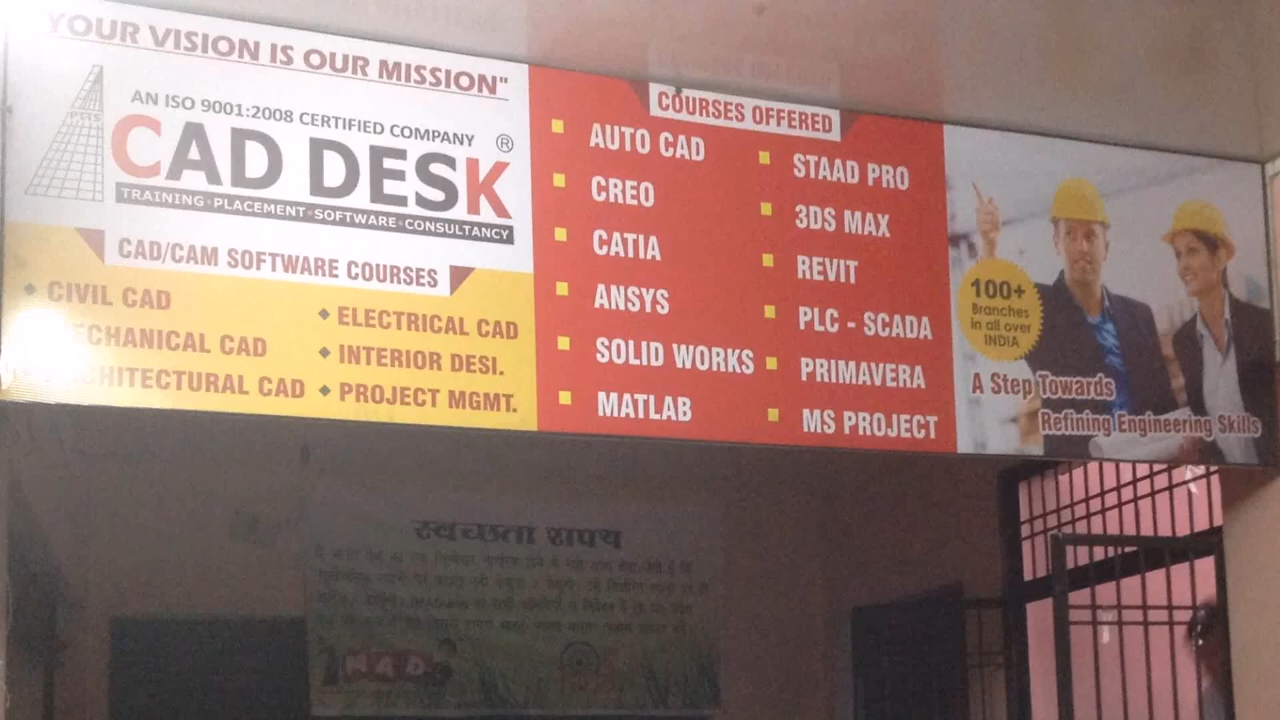 YOUR VISION IS OUR MISSION"
AN ISO 9001:2008 CERTIFIED COMPANY
PTTS
CAD DESK ®
TRAINING • PLACEMENT • SOFTWARE • CONSULTANCY
CAD/CAM SOFTWARE COURSES
CIVIL CAD
MECHANICAL CAD
ARCHITECTURAL CAD
ELECTRICAL CAD
INTERIOR DESI.
PROJECT MGMT.
COURSES OFFERED
AUTO CAD
CREO
CATIA
ANSYS
SOLID WORKS
MATLAB
STAAD PRO
3DS MAX
REVIT
PLC - SCADA
PRIMAVERA
MS PROJECT
100+
Branches
In all over
INDIA
A Step Towards
Refining Engineering Skills
स्वच्छता शपथ